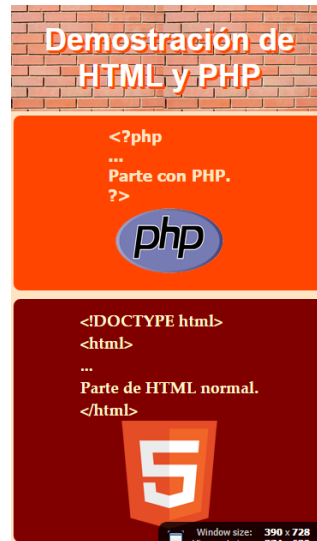 Demostración de
HTML y PHP
<?php
...
Parte con PHP.
?>
php
<!DOCTYPE html>
<html>
...
Parte de HTML normal.
</html>
5
Window size: 390 x 728